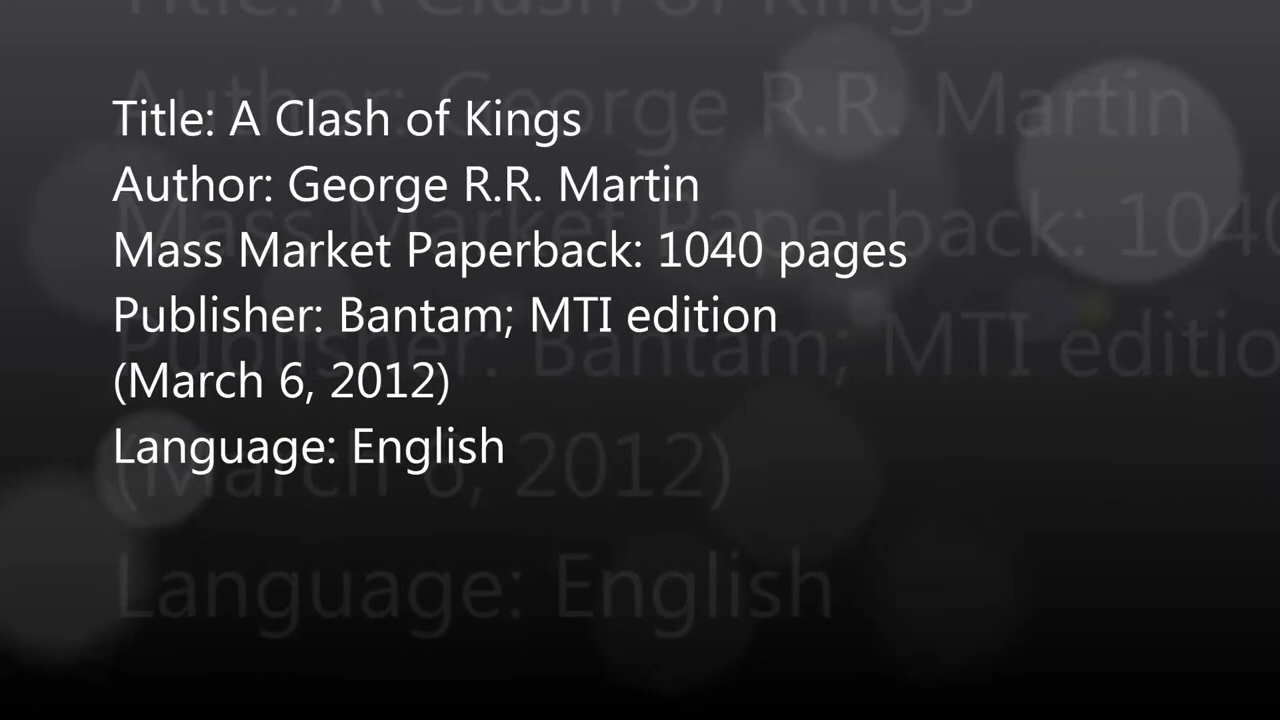 Title: A Clash of Kings
Author: George R.R. Martin
Mass Market Paperback: 1040 pages
Publisher: Bantam; MTI edition
(March 6, 2012)
Language: English